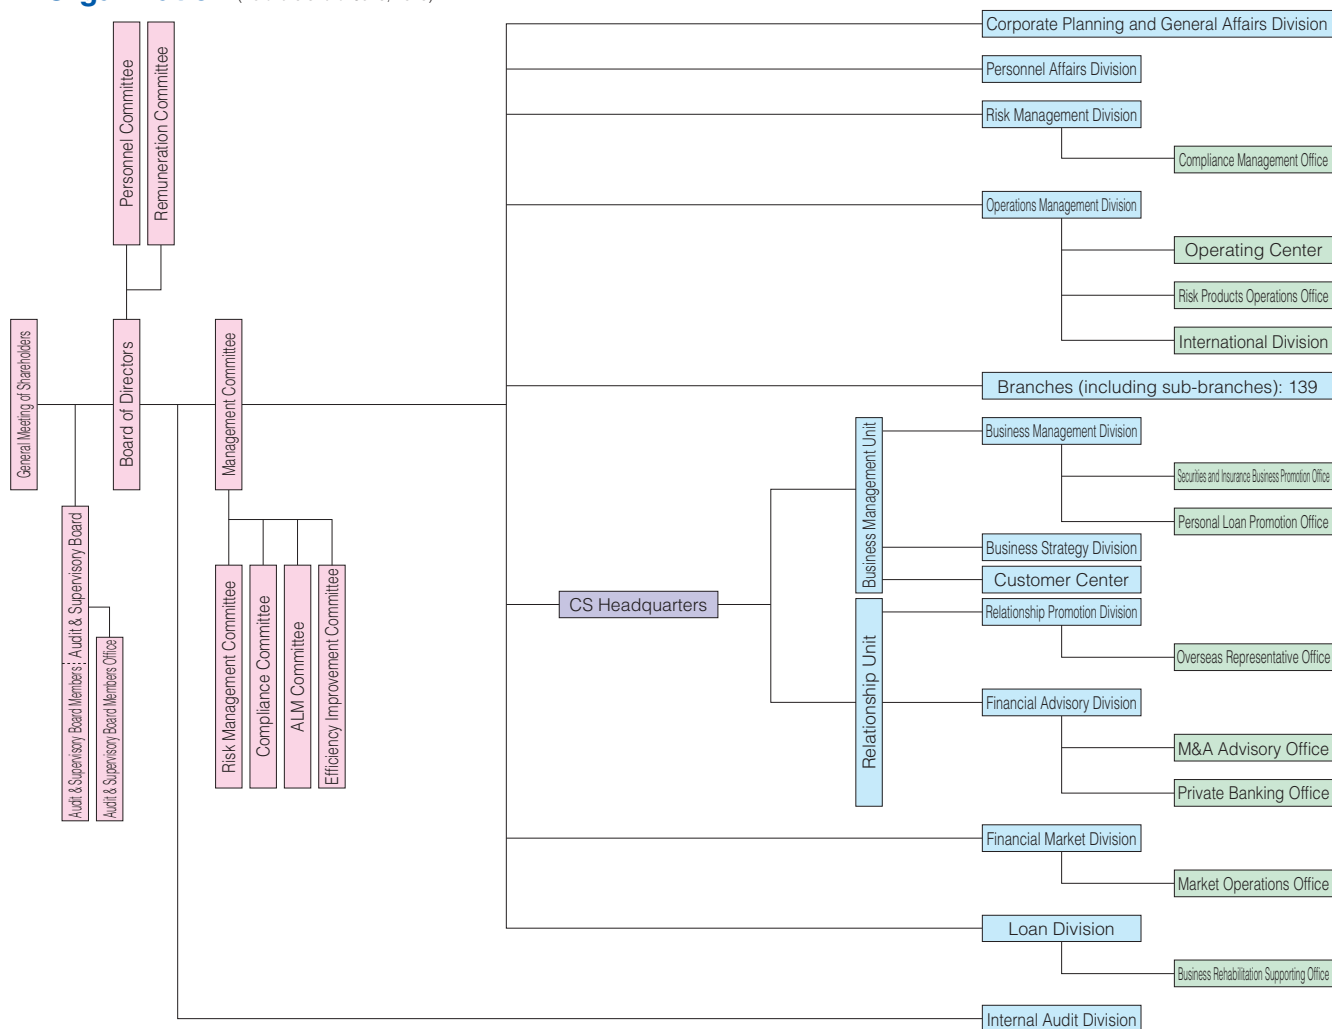 Corporate Planning and General Affairs Division
Personnel Affairs Division
Risk Management Division
Compliance Management Office
Operations Management Division
Operating Center
Risk Products Operations Office
International Division
Branches (including sub-branches): 139
Personnel Committee
Remuneration Committee
General Meeting of Shareholders
Board of Directors
Management Committee
Audit & Supervisory Board Members
Audit & Supervisory Board
Audit & Supervisory Board Members Office
Risk Management Committee
Compliance Committee
ALM Committee
Efficiency Improvement Committee
CS Headquarters
Business Management Unit
Business Management Division
Securities and Insurance Business Promotion Office
Personal Loan Promotion Office
Business Strategy Division
Customer Center
Relationship Unit
Relationship Promotion Division
Overseas Representative Office
Financial Advisory Division
M&A Advisory Office
Private Banking Office
Financial Market Division
Market Operations Office
Loan Division
Business Rehabilitation Supporting Office
Internal Audit Division